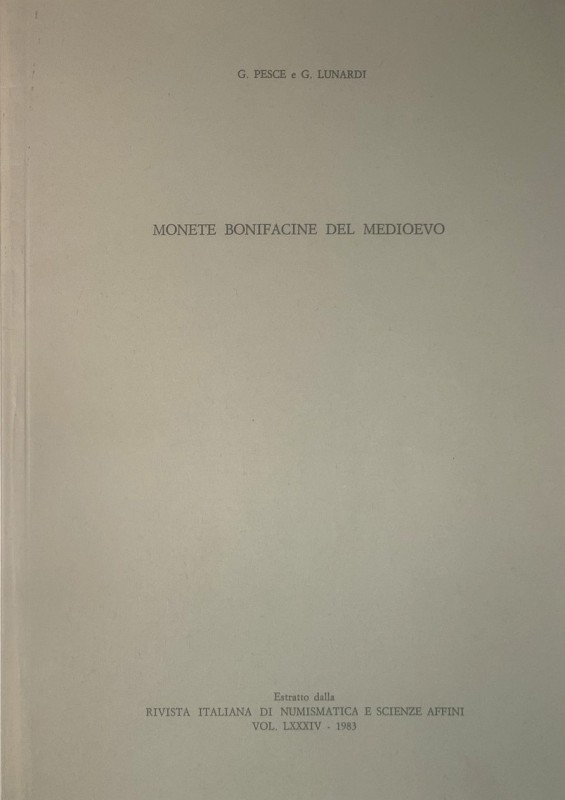 G. PESCE e G. LUNARDI
MONETE BONIFACINE DEL MEDIOEVO
Estratto dalla
RIVISTA ITALIANA DI NUMISMATICA E SCIENZE AFFINI
VOL. LXXXIV - 1983